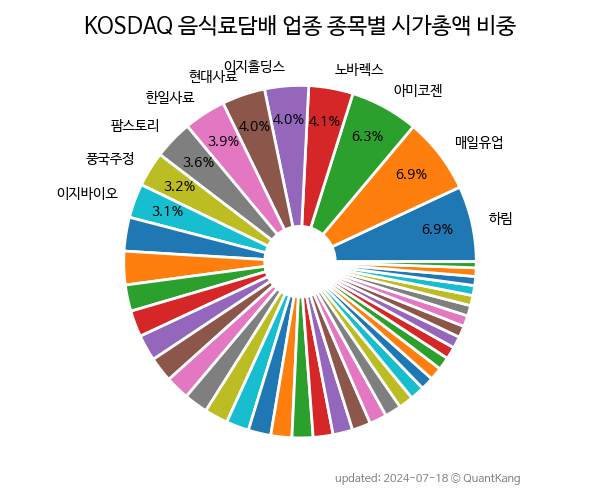 KOSDAQ 음식료담배 업종 종목별 시가총액 비중
하림
6.9%
매일유업
6.9%
아미코젠
6.3%
노바렉스
4.1%
이지홀딩스
4.0%
현대사료
4.0%
한일사료
3.9%
팜스토리
3.6%
풍국주정
3.2%
이지바이오
3.1%
updated: 2024-07-18 © QuantKang